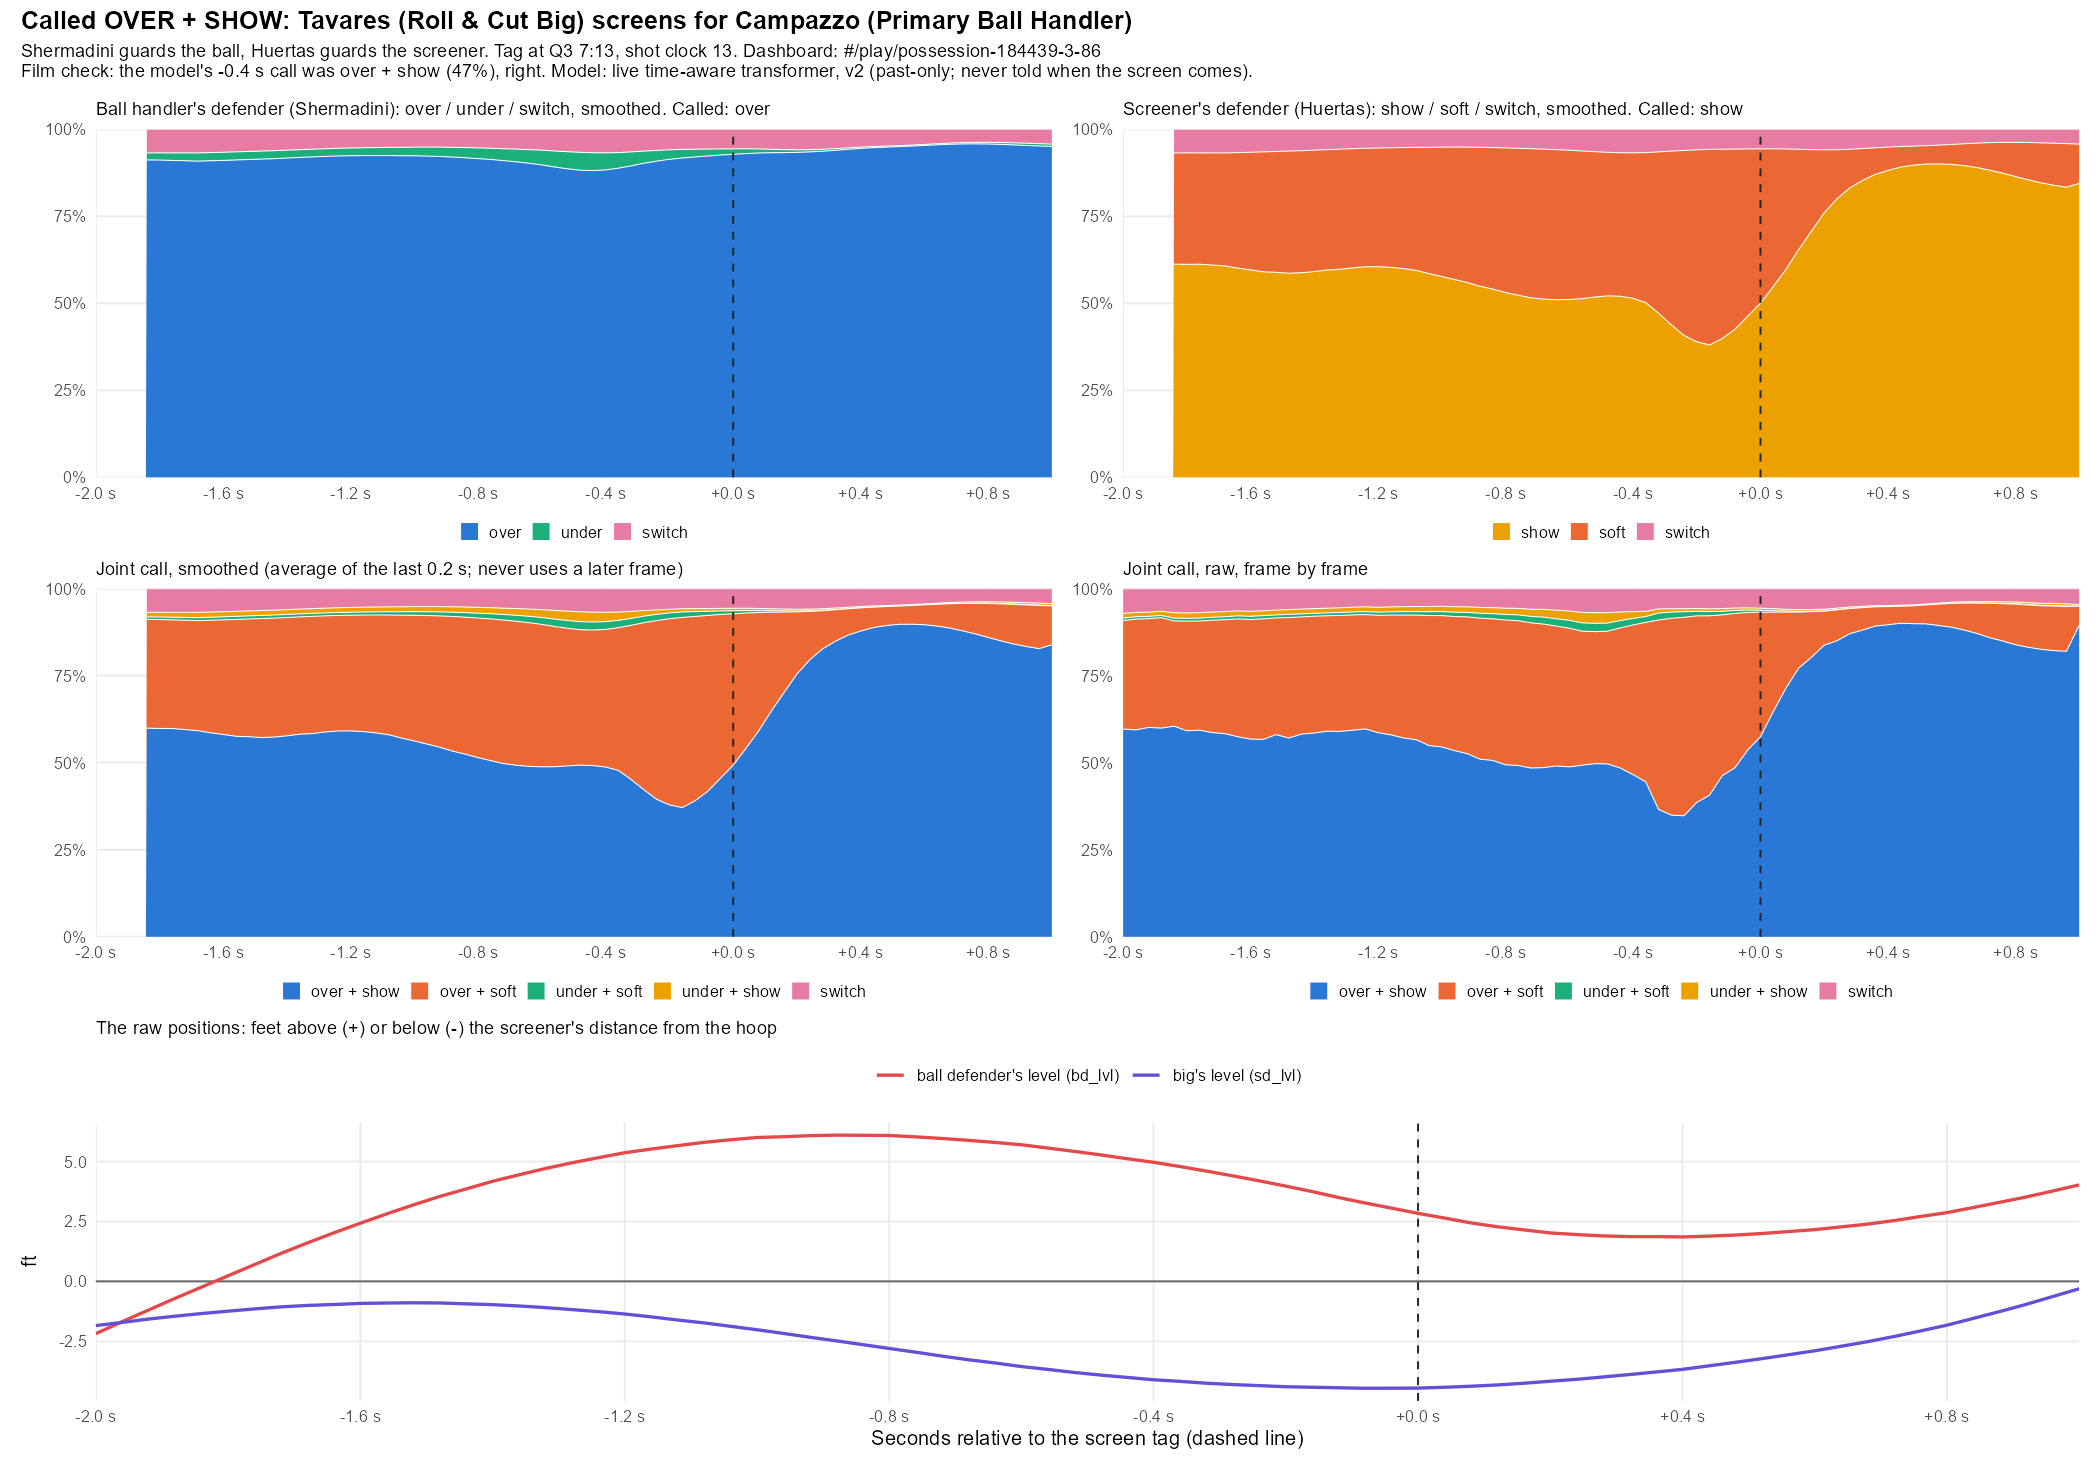 Called OVER + SHOW: Tavares (Roll & Cut Big) screens for Campazzo (Primary Ball Handler)
Shermadini guards the ball, Huertas guards the screener. Tag at Q3 7:13, shot clock 13. Dashboard: #/play/possession-184439-3-86
Film check: the model's -0.4 s call was over + show (47%), right. Model: live time-aware transformer, v2 (past-only; never told when the screen comes).
Ball handler's defender (Shermadini): over / under / switch, smoothed. Called: over
100%
75%
50%
25%
0%
-2.0 s -1.6 s -1.2 s -0.8 s -0.4 s +0.0 s +0.4 s +0.8 s
over under switch
Screener's defender (Huertas): show / soft / switch, smoothed. Called: show
100%
75%
50%
25%
0%
-2.0 s -1.6 s -1.2 s -0.8 s -0.4 s +0.0 s +0.4 s +0.8 s
show soft switch
Joint call, smoothed (average of the last 0.2 s; never uses a later frame)
100%
75%
50%
25%
0%
-2.0 s -1.6 s -1.2 s -0.8 s -0.4 s +0.0 s +0.4 s +0.8 s
over + show over + soft under + soft under + show switch
Joint call, raw, frame by frame
100%
75%
50%
25%
0%
-2.0 s -1.6 s -1.2 s -0.8 s -0.4 s +0.0 s +0.4 s +0.8 s
over + show over + soft under + soft under + show switch
The raw positions: feet above (+) or below (-) the screener's distance from the hoop
ball defender's level (bd_lvl) big's level (sd_lvl)
ft
5.0
2.5
0.0
-2.5
-2.0 s -1.6 s -1.2 s -0.8 s -0.4 s +0.0 s +0.4 s +0.8 s
Seconds relative to the screen tag (dashed line)